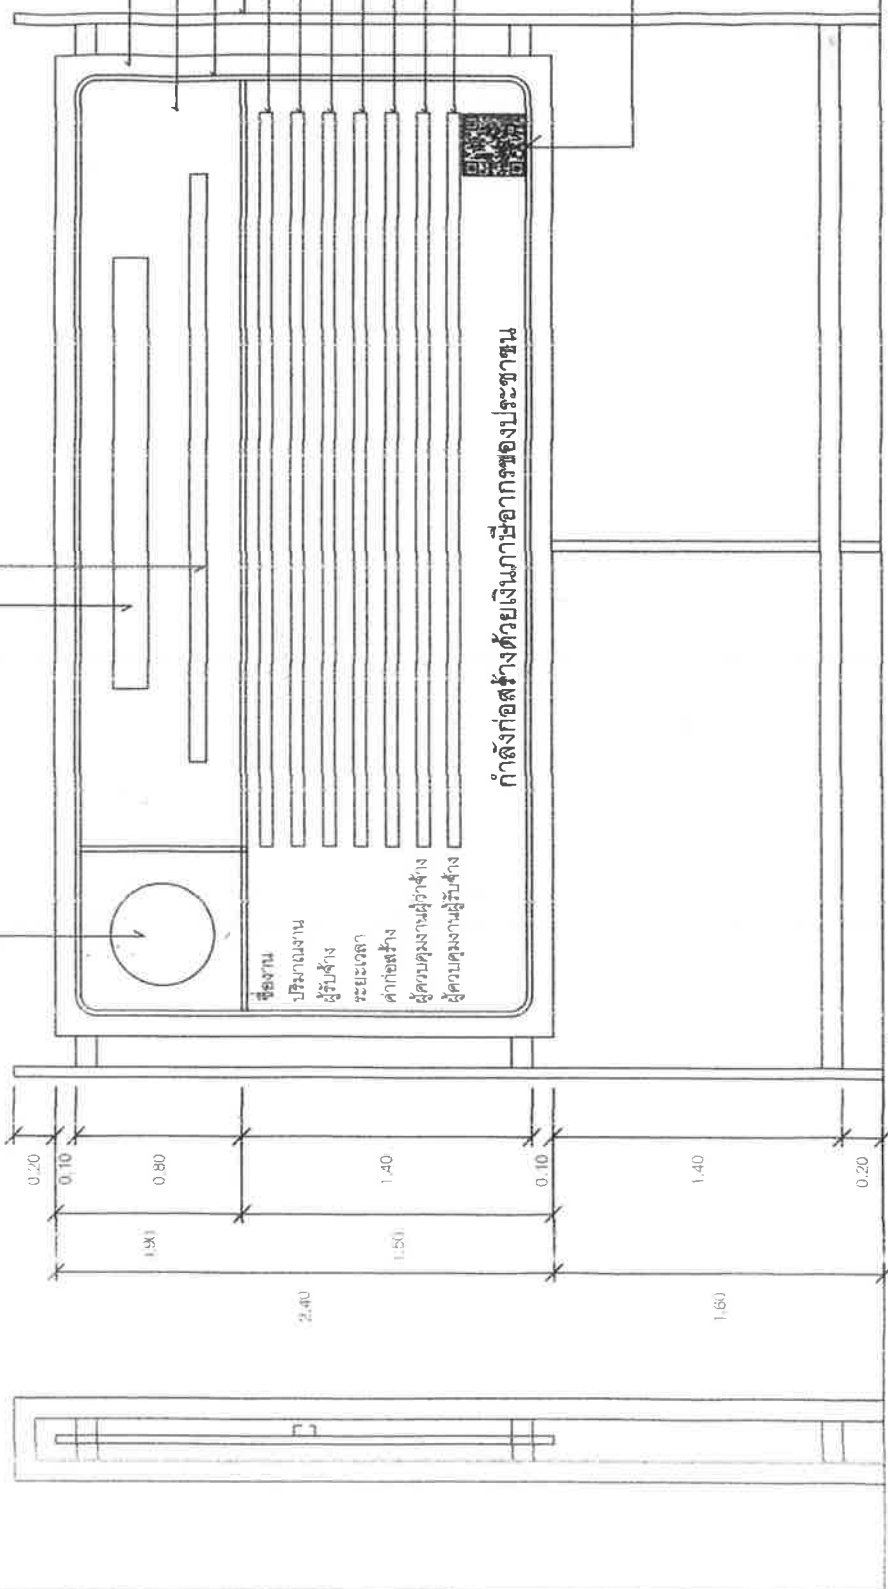 ชื่องาน
ปริมาณงาน
ผู้รับจ้าง
ระยะเวลา
ค่าก่อสร้าง
ผู้ควบคุมงานผู้ว่าจ้าง
ผู้ควบคุมงานผู้รับจ้าง
กำลังก่อสร้างด้วยเงินภาษีอากรของประชาชน
0.20
0.10
0.80
1.40
0.10
1.40
0.20
1.50
2.40
1.60